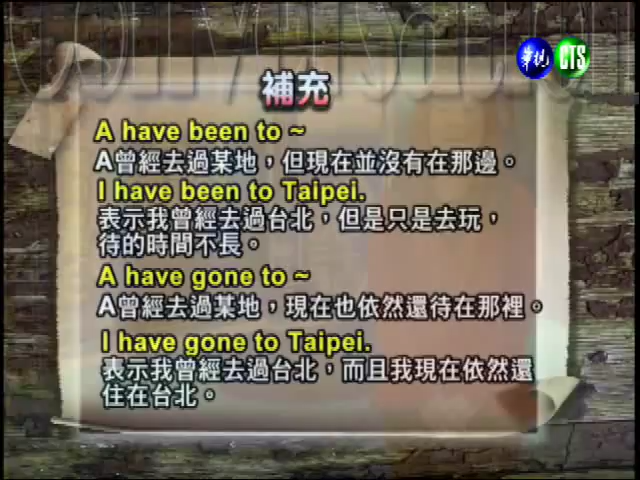 華視 CTS
補充
A have been to ~
A曾經去過某地，但現在並沒有在那邊。
I have been to Taipei.
表示我曾經去過台北，但是只是去玩，
待的時間不長。
A have gone to ~
A曾經去過某地，現在也依然還待在那裡。
I have gone to Taipei.
表示我曾經去過台北，而且我現在依然還
住在台北。